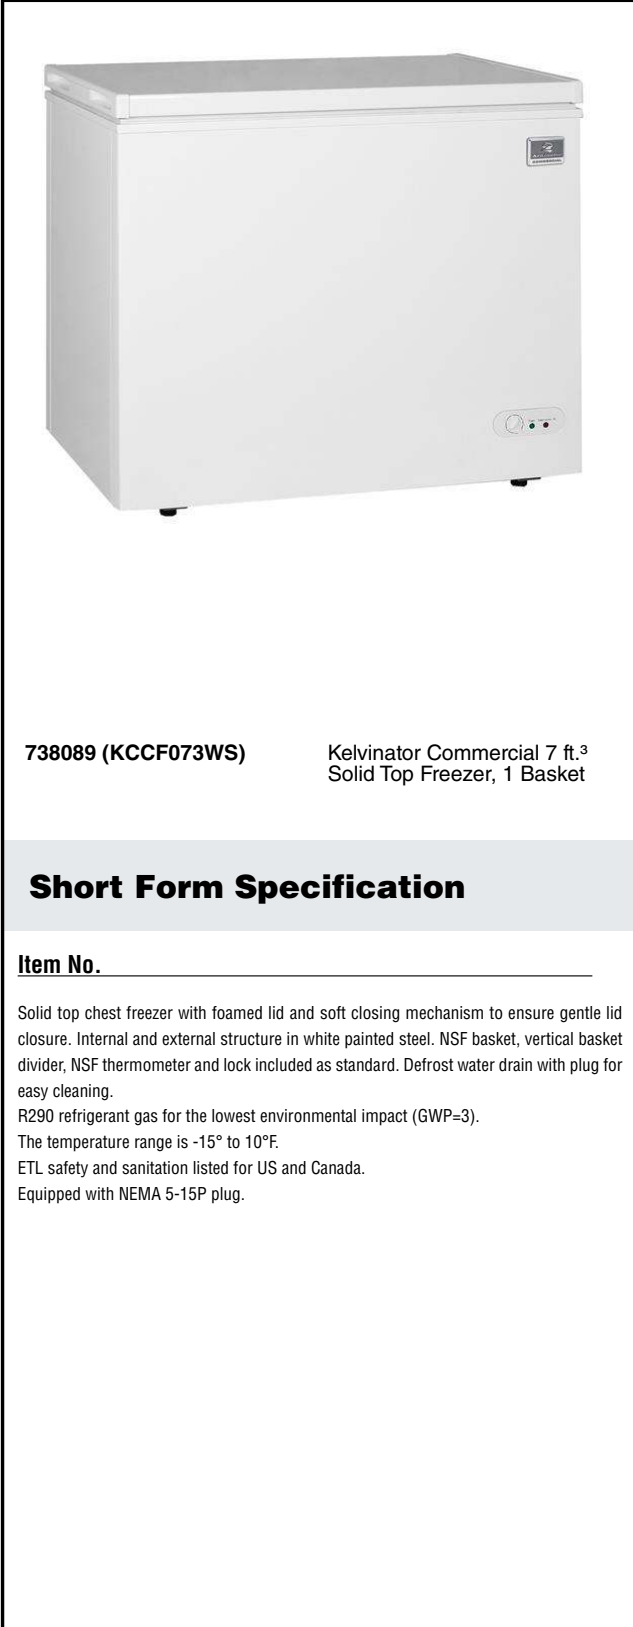 738089 (KCCF073WS)
Kelvinator Commercial 7 ft.³
Solid Top Freezer, 1 Basket
Short Form Specification
Item No.
Solid top chest freezer with foamed lid and soft closing mechanism to ensure gentle lid
closure. Internal and external structure in white painted steel. NSF basket, vertical basket
divider, NSF thermometer and lock included as standard. Defrost water drain with plug for
easy cleaning.
R290 refrigerant gas for the lowest environmental impact (GWP=3).
The temperature range is -15° to 10°F.
ETL safety and sanitation listed for US and Canada.
Equipped with NEMA 5-15P plug.